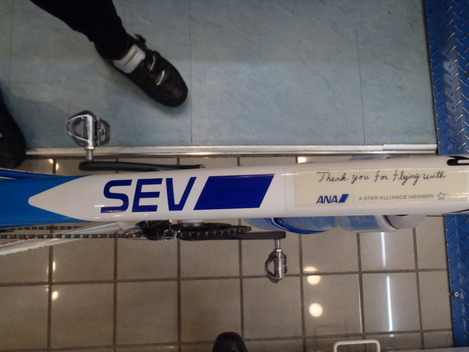 SEV
Thank you for flying with
ANA
A STAR ALLIANCE MEMBER